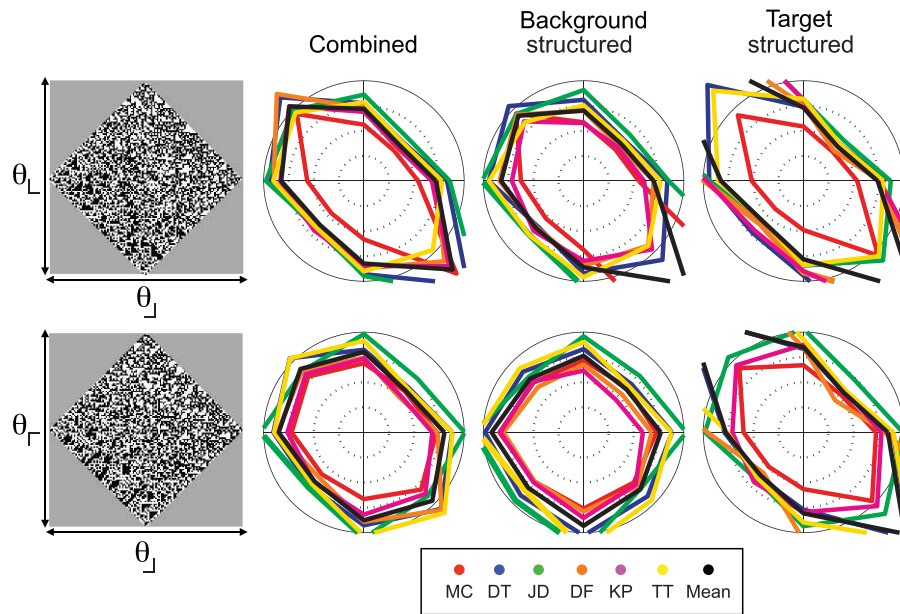 Combined
Background
structured
Target
structured
θ⌟
θ⌞
θ⌟
θ⌜
MC DT JD DF KP TT Mean